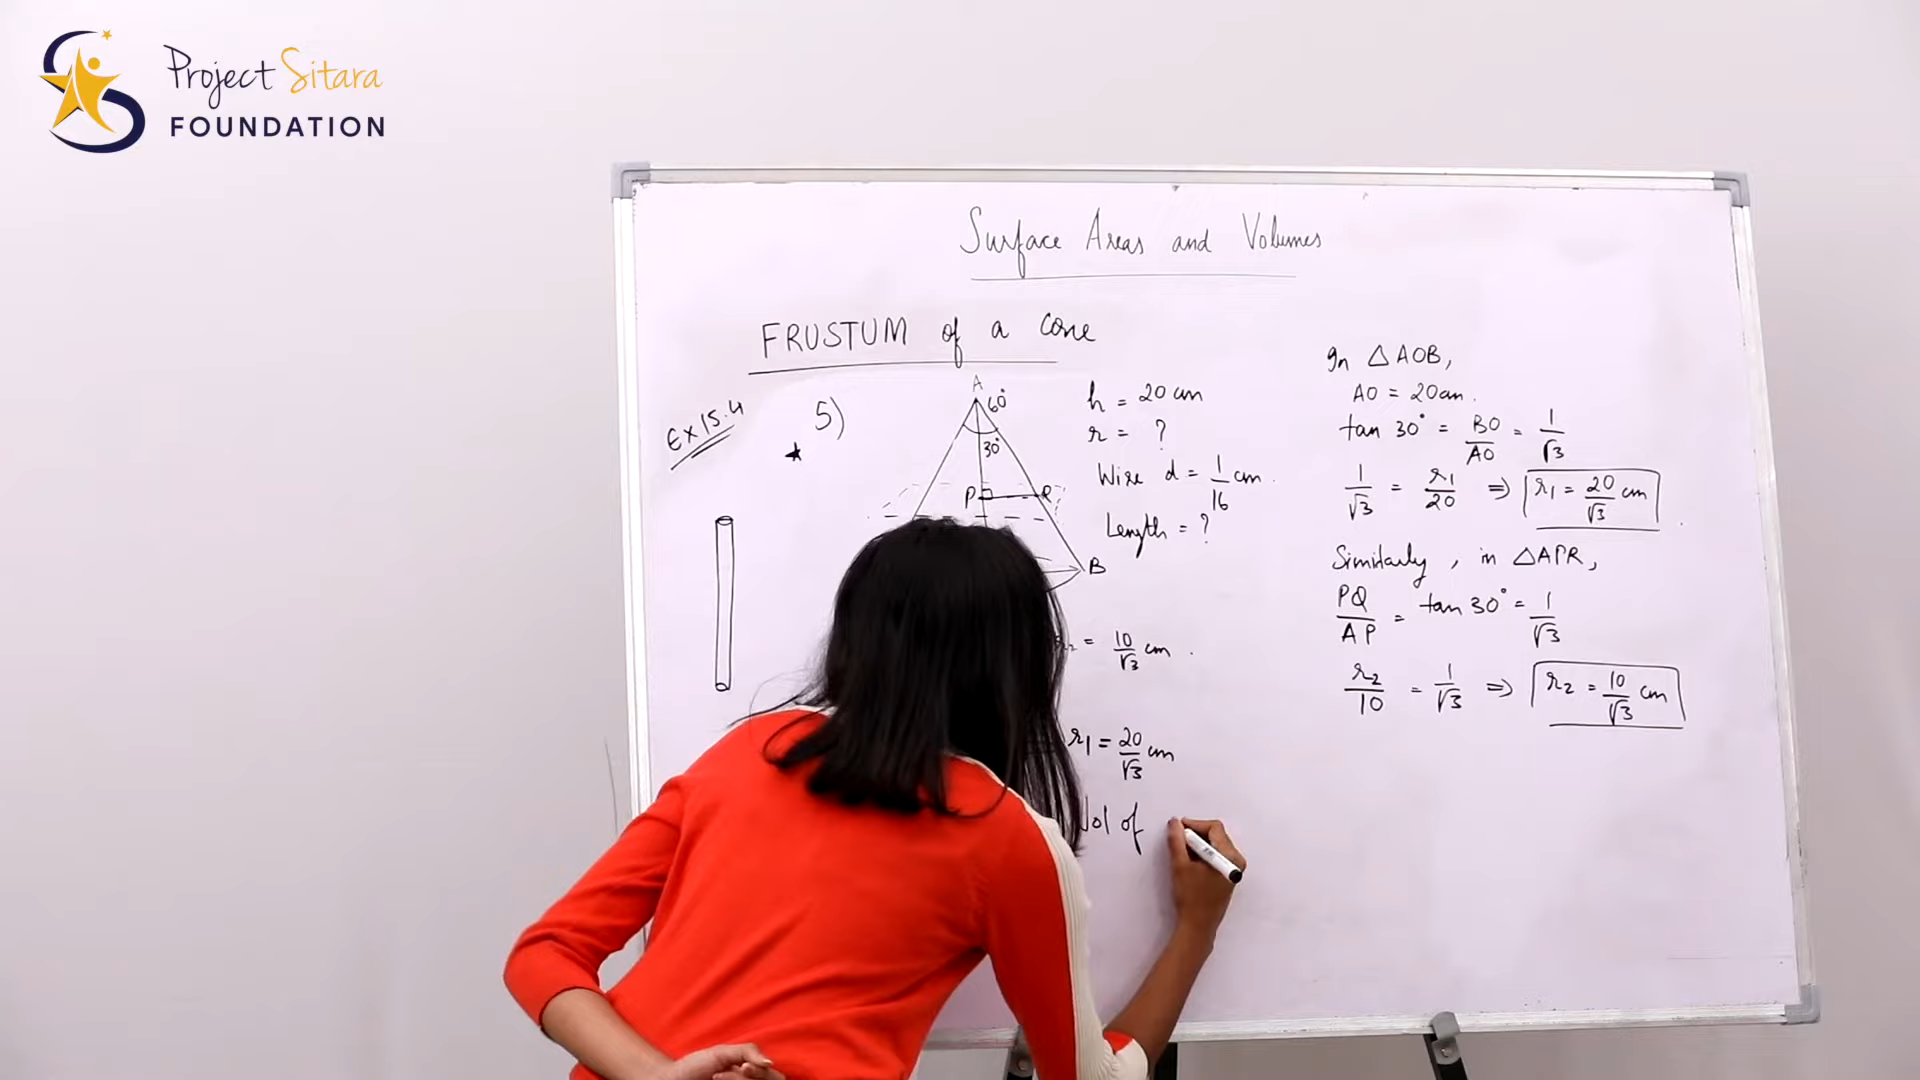 Project Sitara
FOUNDATION
Surface Areas and Volumes
FRUSTUM of a cone
Ex 15.4
5)
A
60°
30°
P
R
B
h = 20 cm
r = ?
Wire d = 1/16 cm.
Length = ?
= 10/√3 cm.
r₁ = 20/√3 cm
Vol of
In △AOB,
AO = 20cm.
tan 30° = BO/AO = 1/√3
1/√3 = r₁/20 ⇒ r₁ = 20/√3 cm
Similarly, in △APR,
PQ/AP = tan 30° = 1/√3
r₂/10 = 1/√3 ⇒ r₂ = 10/√3 cm